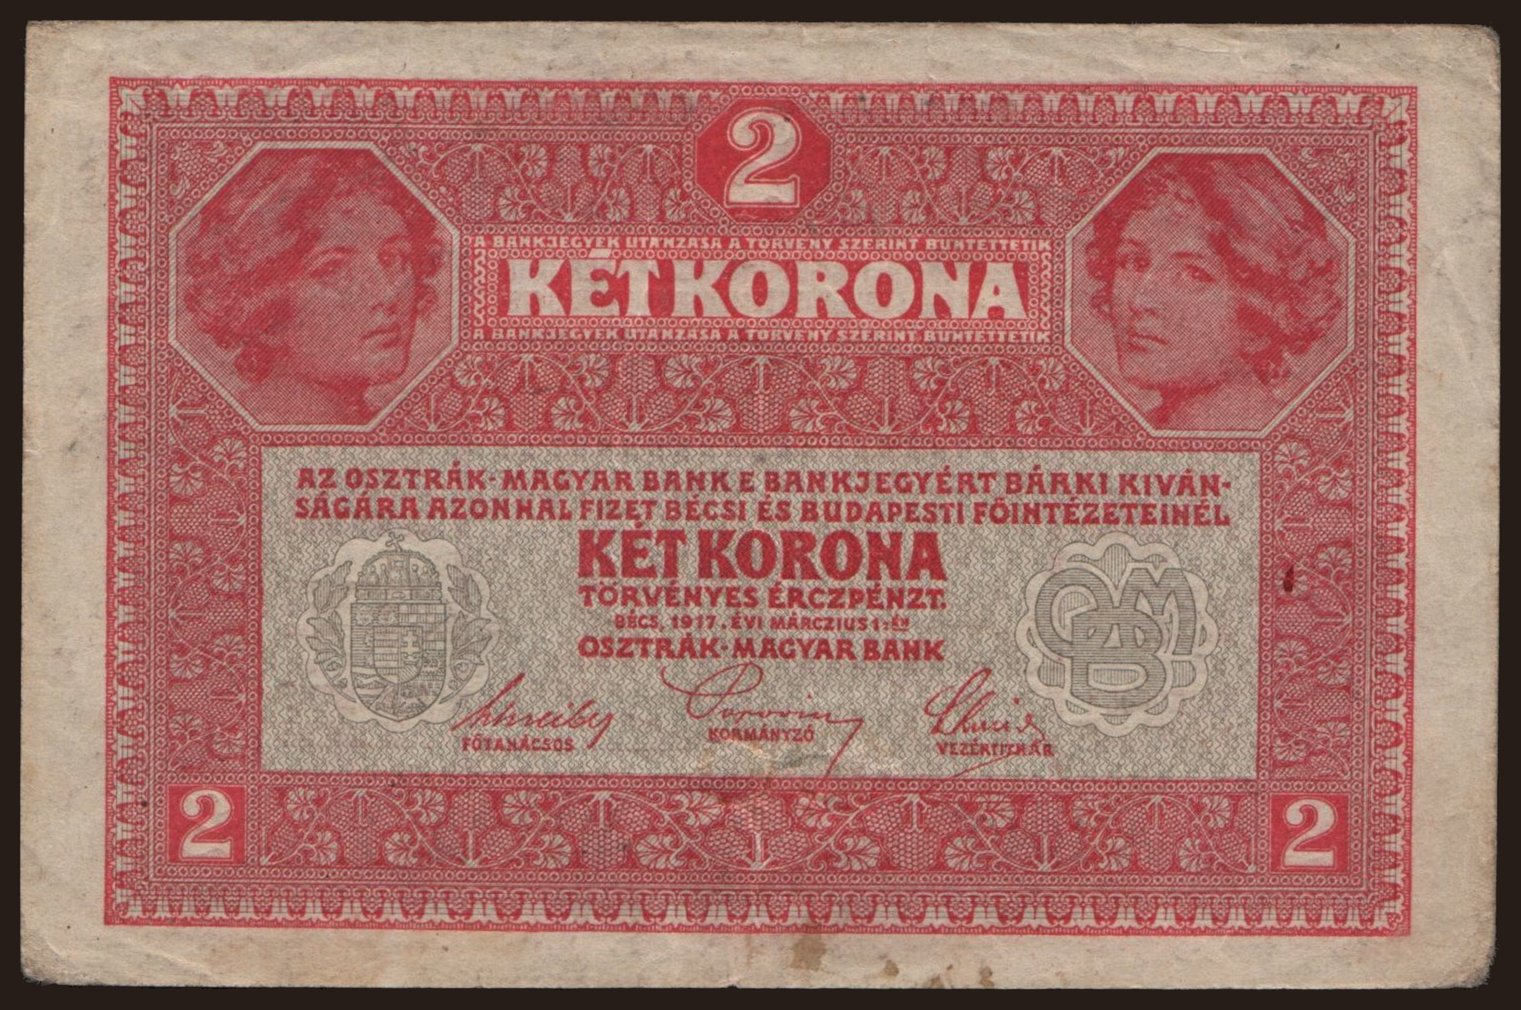 2
A BANKJEGYEK UTÁNZÁSA A TÖRVÉNY SZERINT BÜNTETTETIK
KÉT KORONA
A BANKJEGYEK UTÁNZÁSA A TÖRVÉNY SZERINT BÜNTETTETIK
AZ OSZTRÁK-MAGYAR BANK E BANKJEGYÉRT BÁRKI KIVÁN-
SÁGÁRA AZONNAL FIZET BÉCSI ÉS BUDAPESTI FŐINTÉZETEINÉL
KÉT KORONA
TÖRVÉNYES ÉRCZPÉNZT.
BÉCS, 1917. ÉVI MÁRCZIUS 1-ÉN
OSZTRÁK-MAGYAR BANK
FŐTANÁCSOS
KORMÁNYZÓ
VEZÉRTITKÁR
2
2